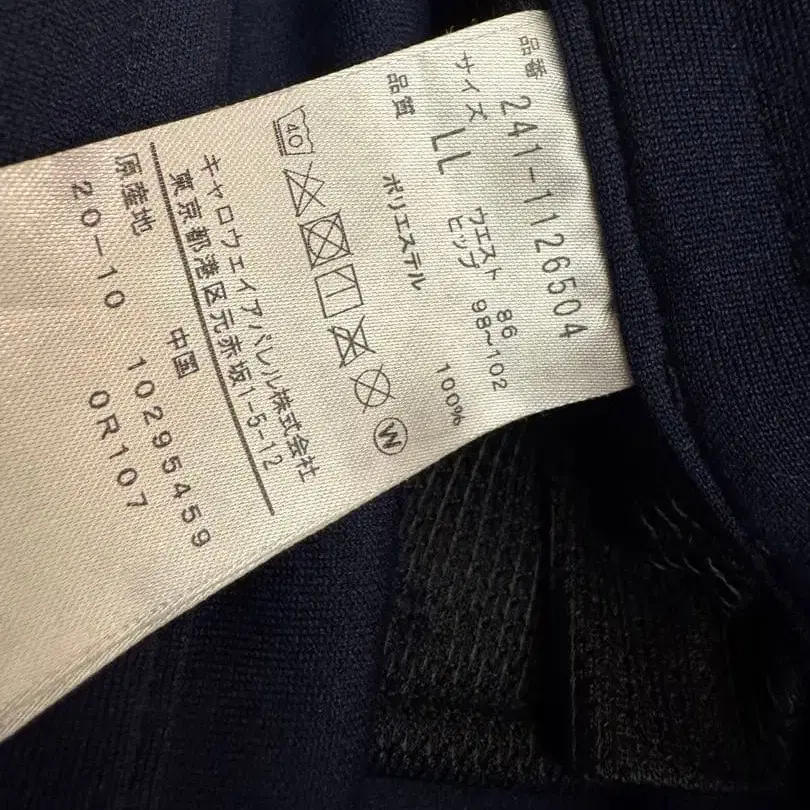 品番 241-1126504
サイズ LL ウエスト 86
ヒップ 98~102
品質 ポリエステル 100%
40
W
キャロウェイアパレル株式会社
東京都港区元赤坂1-5-12
原産地 中国 10295459
20-10 0R107